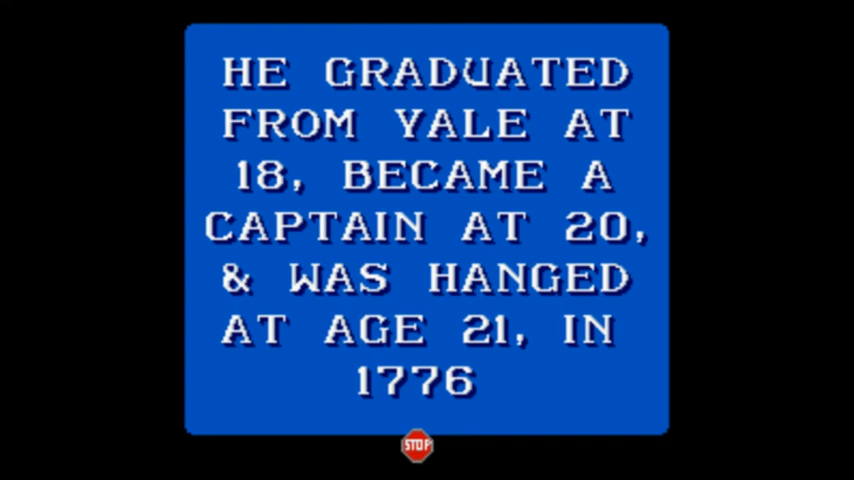 HE GRADUATED
FROM YALE AT
18, BECAME A
CAPTAIN AT 20,
& WAS HANGED
AT AGE 21, IN
1776
STOP